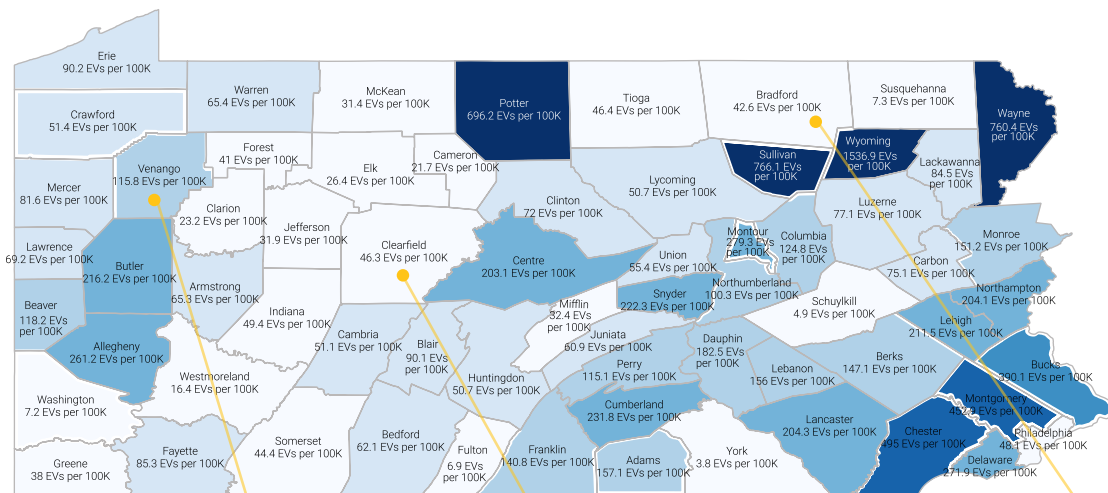 Erie
90.2 EVs per 100K
Warren
65.4 EVs per 100K
McKean
31.4 EVs per 100K
Potter
696.2 EVs per 100K
Tioga
46.4 EVs per 100K
Bradford
42.6 EVs per 100K
Susquehanna
7.3 EVs per 100K
Wayne
760.4 EVs
per 100K
Crawford
51.4 EVs per 100K
Forest
41 EVs per 100K
Cameron
21.7 EVs per 100K
Elk
26.4 EVs per 100K
Sullivan
766.1 EVs
per 100K
Wyoming
1536.9 EVs
per 100K
Lackawanna
84.5 EVs
per 100K
Venango
115.8 EVs per 100K
Mercer
81.6 EVs per 100K
Clarion
23.2 EVs per 100K
Jefferson
31.9 EVs per 100K
Clinton
72 EVs per 100K
Lycoming
50.7 EVs per 100K
Luzerne
77.1 EVs per 100K
Lawrence
69.2 EVs per 100K
Butler
216.2 EVs per 100K
Clearfield
46.3 EVs per 100K
Centre
203.1 EVs per 100K
Union
55.4 EVs per 100K
Montour
279.3 EVs
per 100K
Columbia
124.8 EVs
per 100K
Monroe
151.2 EVs per 100K
Carbon
75.1 EVs per 100K
Armstrong
65.3 EVs per 100K
Beaver
118.2 EVs
per 100K
Indiana
49.4 EVs per 100K
Mifflin
32.4 EVs
per 100K
Snyder
222.3 EVs per 100K
Northumberland
100.3 EVs per 100K
Schuylkill
4.9 EVs per 100K
Northampton
204.1 EVs per 100K
Lehigh
211.5 EVs per 100K
Allegheny
261.2 EVs per 100K
Cambria
51.1 EVs per 100K
Blair
90.1 EVs
per 100K
Juniata
60.9 EVs per 100K
Dauphin
182.5 EVs
per 100K
Westmoreland
16.4 EVs per 100K
Huntingdon
50.7 EVs per 100K
Perry
115.1 EVs per 100K
Lebanon
156 EVs per 100K
Berks
147.1 EVs per 100K
Bucks
390.1 EVs per 100K
Washington
7.2 EVs per 100K
Cumberland
231.8 EVs per 100K
Montgomery
452.9 EVs per 100K
Lancaster
204.3 EVs per 100K
Chester
495 EVs per 100K
Philadelphia
48.1 EVs per 100K
Delaware
271.9 EVs per 100K
Greene
38 EVs per 100K
Fayette
85.3 EVs per 100K
Somerset
44.4 EVs per 100K
Bedford
62.1 EVs per 100K
Fulton
6.9 EVs
per 100K
Franklin
140.8 EVs per 100K
Adams
157.1 EVs per 100K
York
3.8 EVs per 100K